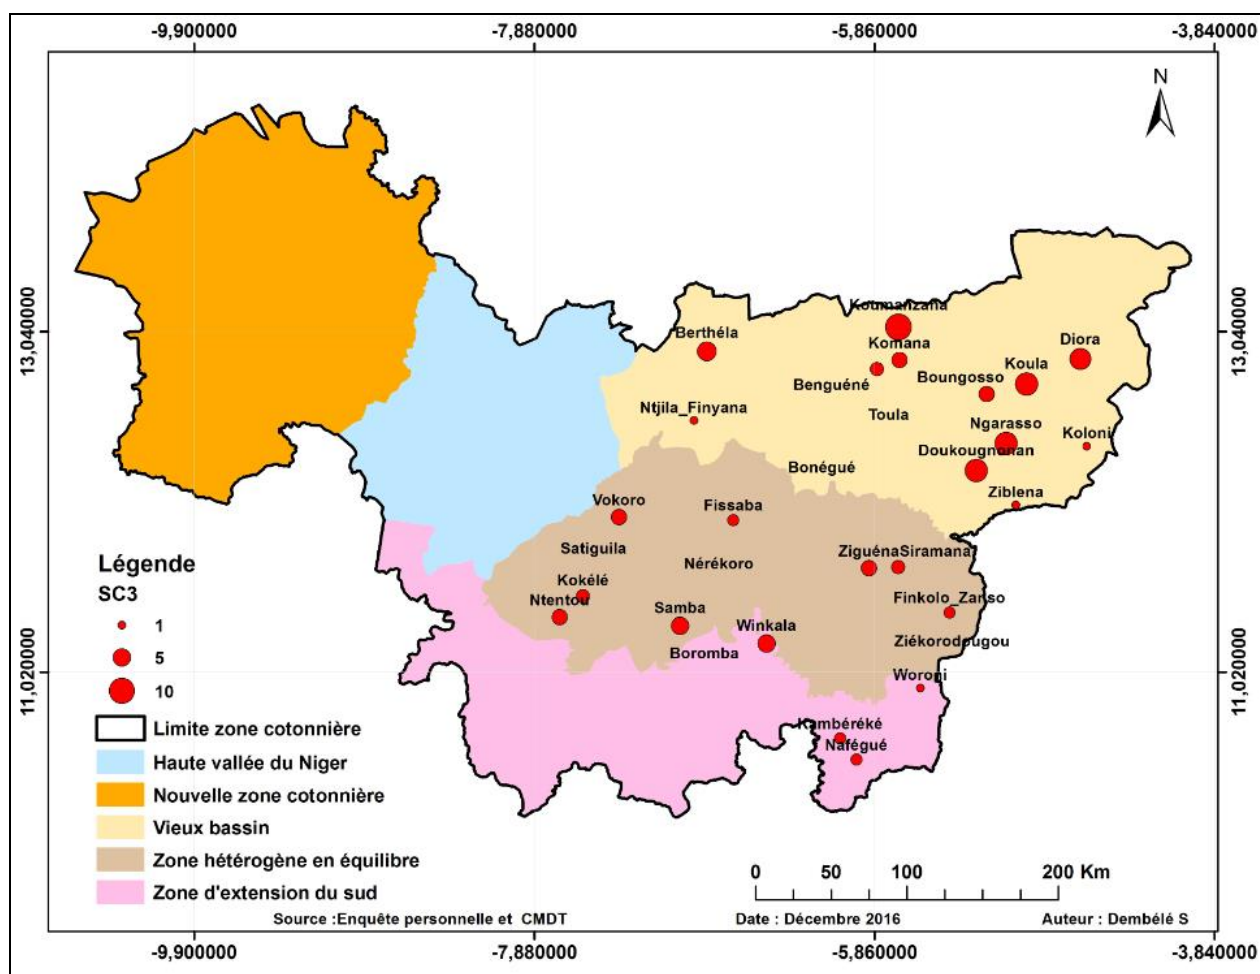 -9,900000 -7,880000 -5,860000 -3,840000
N
13,040000 13,040000
Koumanzana
Berthéla
Komana
Diora
Koula
Benguéné
Boungosso
Ntjila_Finyana
Toula
Ngarasso
Koloni
Doukougnonan
Bonégué
Ziblena
Vokoro
Fissaba
Satiguila
Nérékoro
Ziguéna
Siramana
Kokélé
Ntentou
Samba
Finkolo_Zanso
Winkala
Boromba
Ziékorodougou
Woroni
11,020000 11,020000
Kambéréké
Nafégué
Légende
SC3
1
5
10
Limite zone cotonnière
Haute vallée du Niger
Nouvelle zone cotonnière
Vieux bassin
Zone hétérogène en équilibre
Zone d'extension du sud
0 50 100 200 Km
Source :Enquête personnelle et CMDT Date : Décembre 2016 Auteur : Dembélé S
-9,900000 -7,880000 -5,860000 -3,840000